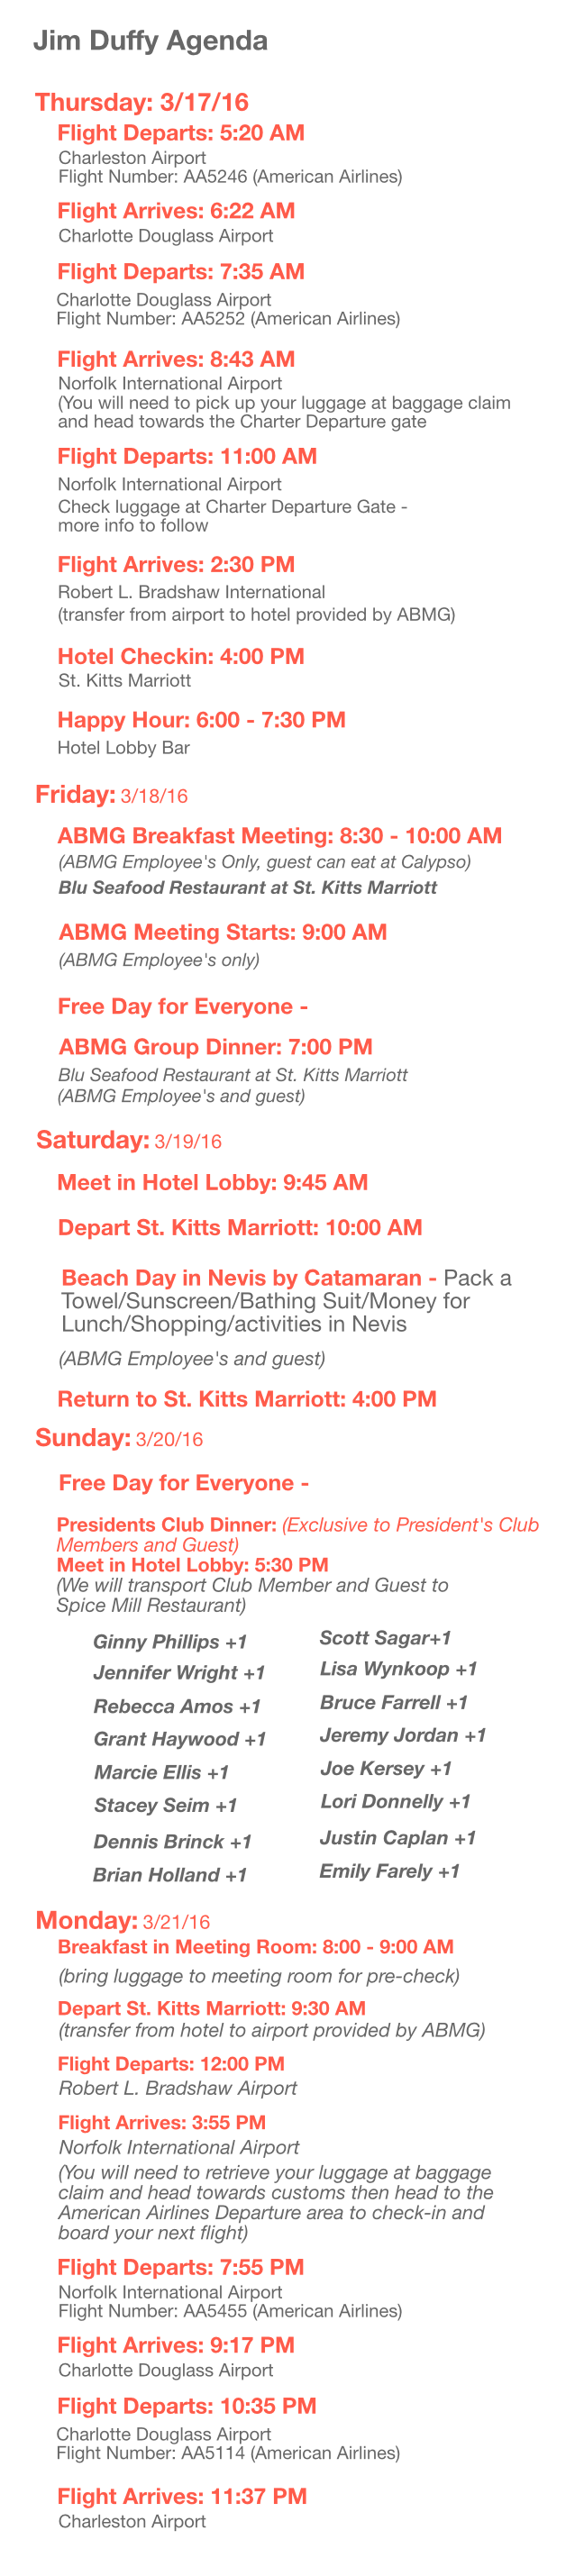 Jim Duffy Agenda
Thursday: 3/17/16
Flight Departs: 5:20 AM
Charleston Airport
Flight Number: AA5246 (American Airlines)
Flight Arrives: 6:22 AM
Charlotte Douglass Airport
Flight Departs: 7:35 AM
Charlotte Douglass Airport
Flight Number: AA5252 (American Airlines)
Flight Arrives: 8:43 AM
Norfolk International Airport
(You will need to pick up your luggage at baggage claim
and head towards the Charter Departure gate
Flight Departs: 11:00 AM
Norfolk International Airport
Check luggage at Charter Departure Gate -
more info to follow
Flight Arrives: 2:30 PM
Robert L. Bradshaw International
(transfer from airport to hotel provided by ABMG)
Hotel Checkin: 4:00 PM
St. Kitts Marriott
Happy Hour: 6:00 - 7:30 PM
Hotel Lobby Bar
Friday: 3/18/16
ABMG Breakfast Meeting: 8:30 - 10:00 AM
(ABMG Employee's Only, guest can eat at Calypso)
Blu Seafood Restaurant at St. Kitts Marriott
ABMG Meeting Starts: 9:00 AM
(ABMG Employee's only)
Free Day for Everyone -
ABMG Group Dinner: 7:00 PM
Blu Seafood Restaurant at St. Kitts Marriott
(ABMG Employee's and guest)
Saturday: 3/19/16
Meet in Hotel Lobby: 9:45 AM
Depart St. Kitts Marriott: 10:00 AM
Beach Day in Nevis by Catamaran - Pack a
Towel/Sunscreen/Bathing Suit/Money for
Lunch/Shopping/activities in Nevis
(ABMG Employee's and guest)
Return to St. Kitts Marriott: 4:00 PM
Sunday: 3/20/16
Free Day for Everyone -
Presidents Club Dinner: (Exclusive to President's Club
Members and Guest)
Meet in Hotel Lobby: 5:30 PM
(We will transport Club Member and Guest to
Spice Mill Restaurant)
Ginny Phillips +1
Jennifer Wright +1
Rebecca Amos +1
Grant Haywood +1
Marcie Ellis +1
Stacey Seim +1
Dennis Brinck +1
Brian Holland +1
Scott Sagar+1
Lisa Wynkoop +1
Bruce Farrell +1
Jeremy Jordan +1
Joe Kersey +1
Lori Donnelly +1
Justin Caplan +1
Emily Farely +1
Monday: 3/21/16
Breakfast in Meeting Room: 8:00 - 9:00 AM
(bring luggage to meeting room for pre-check)
Depart St. Kitts Marriott: 9:30 AM
(transfer from hotel to airport provided by ABMG)
Flight Departs: 12:00 PM
Robert L. Bradshaw Airport
Flight Arrives: 3:55 PM
Norfolk International Airport
(You will need to retrieve your luggage at baggage
claim and head towards customs then head to the
American Airlines Departure area to check-in and
board your next flight)
Flight Departs: 7:55 PM
Norfolk International Airport
Flight Number: AA5455 (American Airlines)
Flight Arrives: 9:17 PM
Charlotte Douglass Airport
Flight Departs: 10:35 PM
Charlotte Douglass Airport
Flight Number: AA5114 (American Airlines)
Flight Arrives: 11:37 PM
Charleston Airport